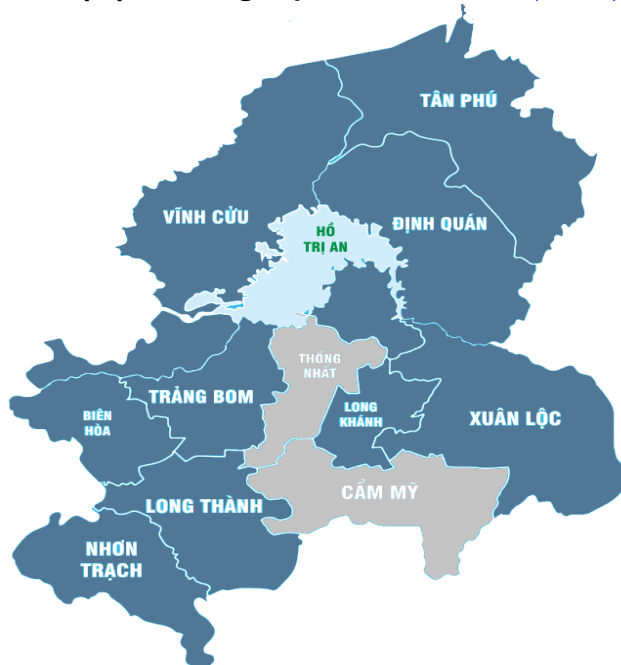 TÂN PHÚ
VĨNH CỬU
ĐỊNH QUÁN
HỒ
TRỊ AN
THỐNG
NHẤT
TRẢNG BOM
BIÊN
HÒA
LONG
KHÁNH
XUÂN LỘC
CẨM MỸ
LONG THÀNH
NHƠN
TRẠCH